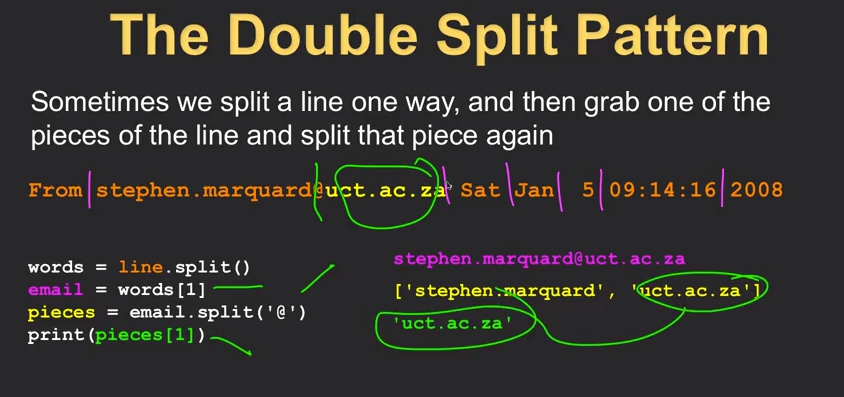 The Double Split Pattern
Sometimes we split a line one way, and then grab one of the
pieces of the line and split that piece again
From stephen.marquard@uct.ac.za Sat Jan 5 09:14:16 2008
words = line.split()
email = words[1]
pieces = email.split('@')
print(pieces[1])
stephen.marquard@uct.ac.za
['stephen.marquard', 'uct.ac.za']
'uct.ac.za'